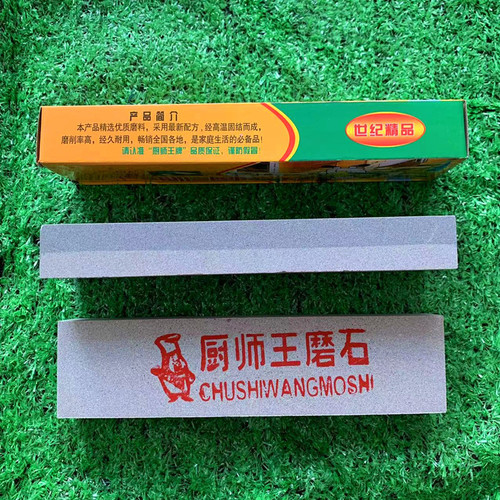 产品简介
本产品精选优质磨料，采用最新配方，经高温固结而成，
磨削率高，经久耐用，畅销全国各地，是家庭生活的必备品！
请认准“厨师王牌”品质保证，谨防假冒
世纪精品
厨师王磨石
CHUSHIWANGMOSHI